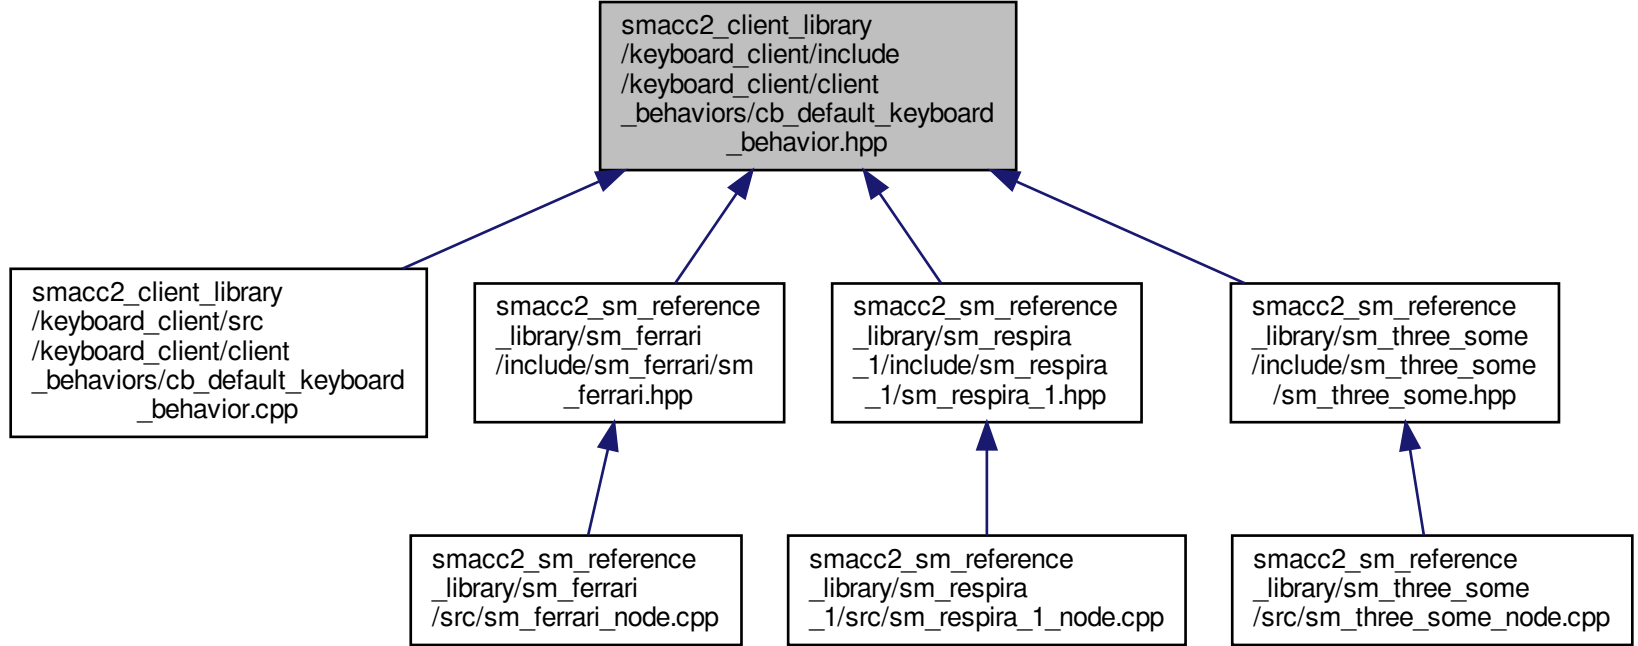 smacc2_client_library
/keyboard_client/include
/keyboard_client/client
_behaviors/cb_default_keyboard
_behavior.hpp
smacc2_client_library
/keyboard_client/src
/keyboard_client/client
_behaviors/cb_default_keyboard
_behavior.cpp
smacc2_sm_reference
_library/sm_ferrari
/include/sm_ferrari/sm
_ferrari.hpp
smacc2_sm_reference
_library/sm_respira
_1/include/sm_respira
_1/sm_respira_1.hpp
smacc2_sm_reference
_library/sm_three_some
/include/sm_three_some
/sm_three_some.hpp
smacc2_sm_reference
_library/sm_ferrari
/src/sm_ferrari_node.cpp
smacc2_sm_reference
_library/sm_respira
_1/src/sm_respira_1_node.cpp
smacc2_sm_reference
_library/sm_three_some
/src/sm_three_some_node.cpp